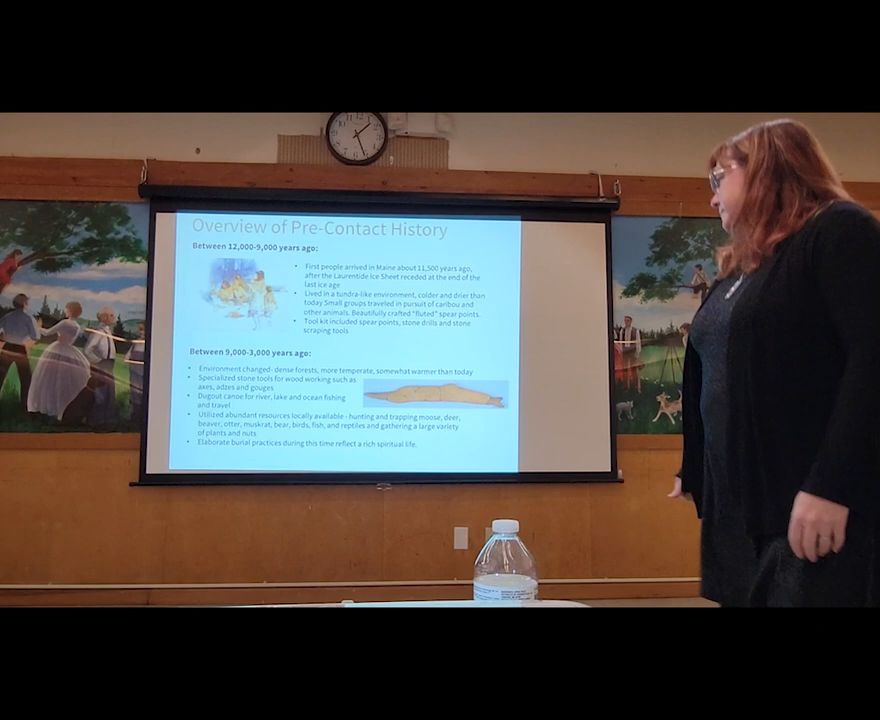 Overview of Pre-Contact History
Between 12,000-9,000 years ago:
• First people arrived in Maine about 11,500 years ago,
after the Laurentide Ice Sheet receded at the end of the
last ice age
• Lived in a tundra-like environment, colder and drier than
today Small groups traveled in pursuit of caribou and
other animals. Beautifully crafted "fluted" spear points.
• Tool kit included spear points, stone drills and stone
scraping tools
Between 9,000-3,000 years ago:
• Environment changed- dense forests, more temperate, somewhat warmer than today
• Specialized stone tools for wood working such as
axes, adzes and gouges
• Dugout canoe for river, lake and ocean fishing
and travel
• Utilized abundant resources locally available - hunting and trapping moose, deer,
beaver, otter, muskrat, bear, birds, fish, and reptiles and gathering a large variety
of plants and nuts
• Elaborate burial practices during this time reflect a rich spiritual life.